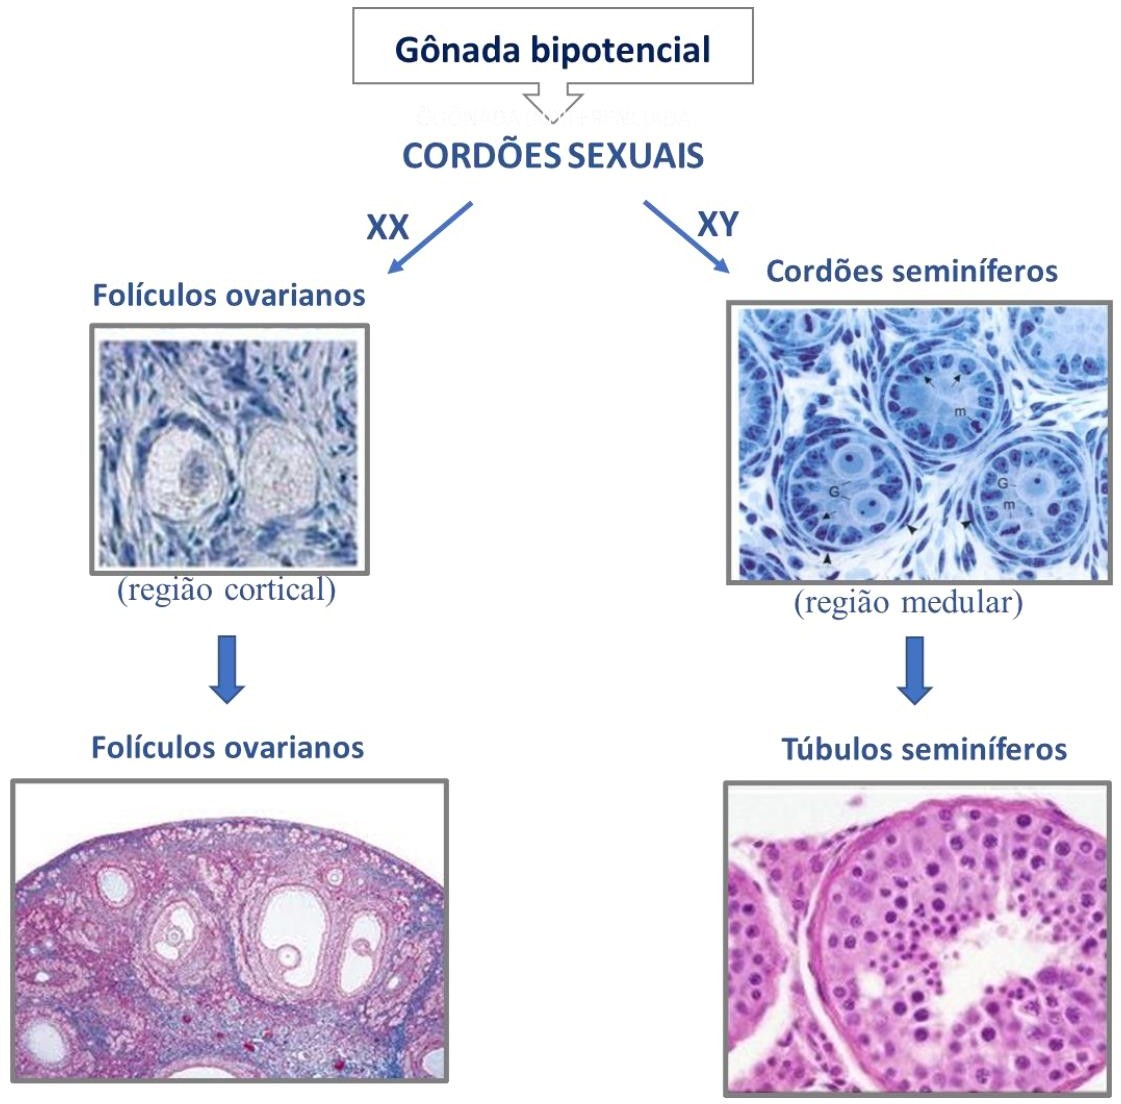 Gônada bipotencial
CORDÕES SEXUAIS
XX
XY
Folículos ovarianos
Cordões seminíferos
m
G
G
m
(região cortical)
(região medular)
Folículos ovarianos
Túbulos seminíferos